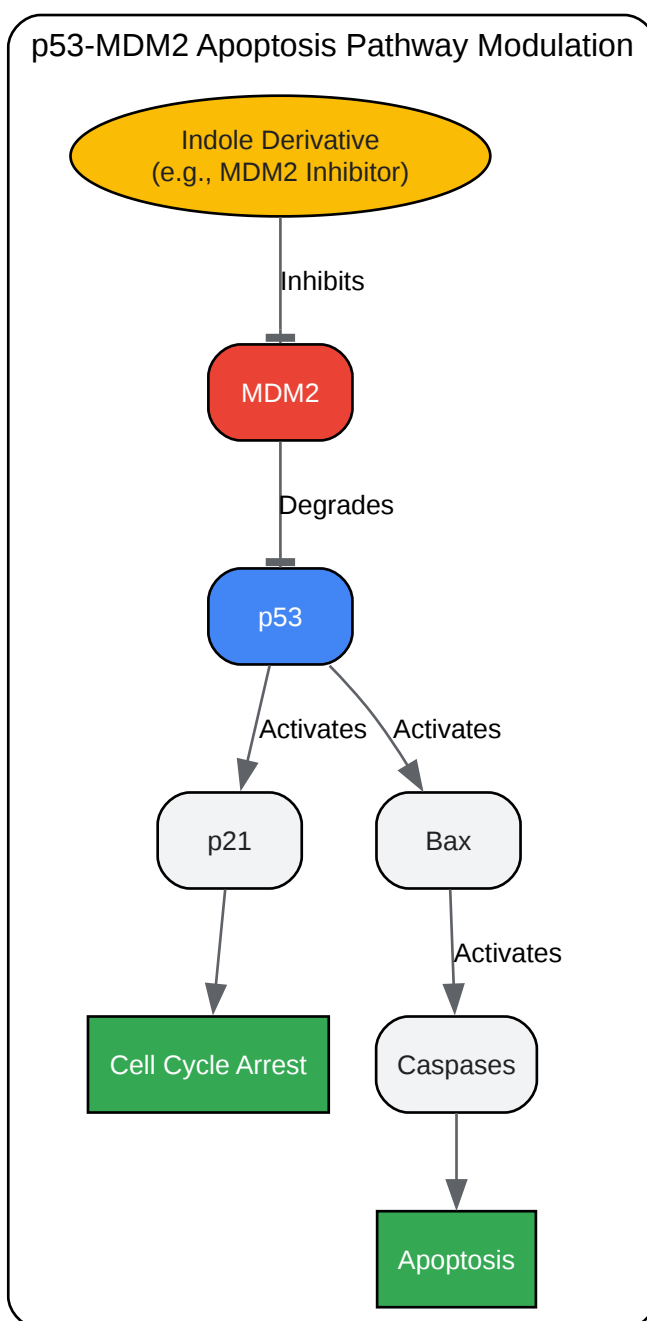 p53-MDM2 Apoptosis Pathway Modulation
Indole Derivative
(e.g., MDM2 Inhibitor)
Inhibits
MDM2
Degrades
p53
Activates
Activates
p21
Bax
Activates
Cell Cycle Arrest
Caspases
Apoptosis